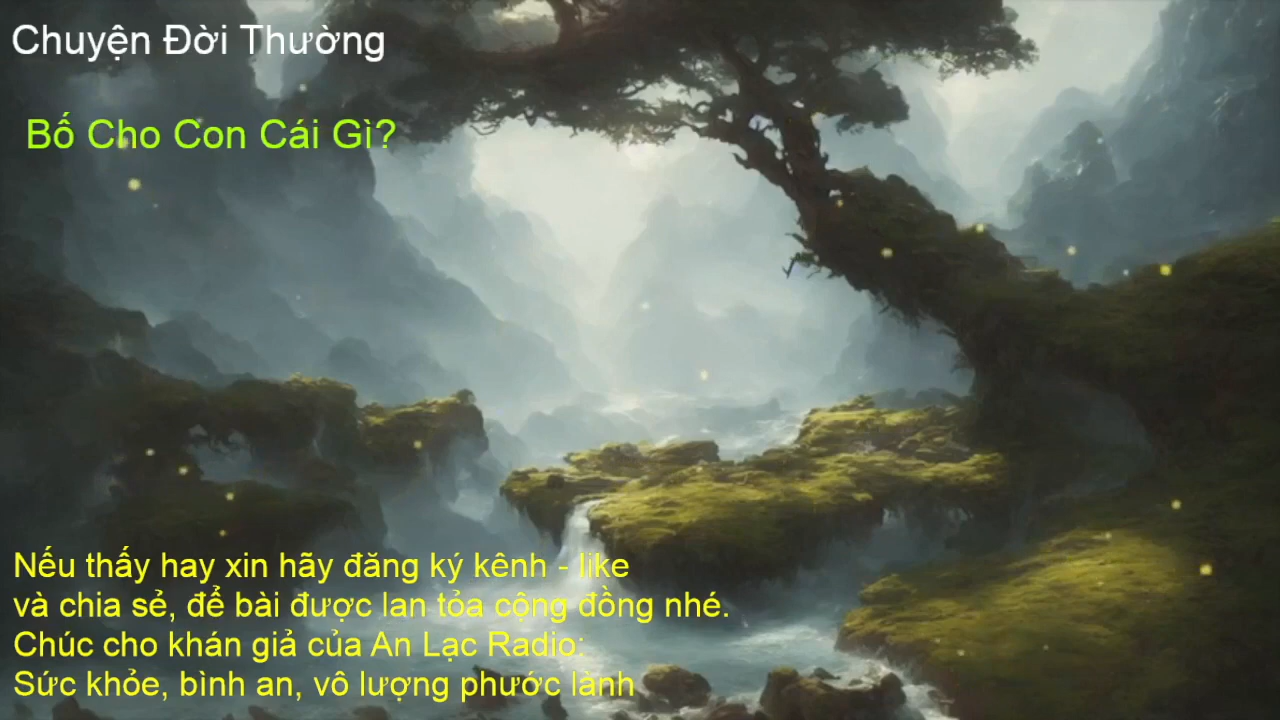 Chuyện Đời Thường
Bố Cho Con Cái Gì?
Nếu thấy hay xin hãy đăng ký kênh - like
và chia sẻ, để bài được lan tỏa cộng đồng nhé.
Chúc cho khán giả của An Lạc Radio:
Sức khỏe, bình an, vô lượng phước lành